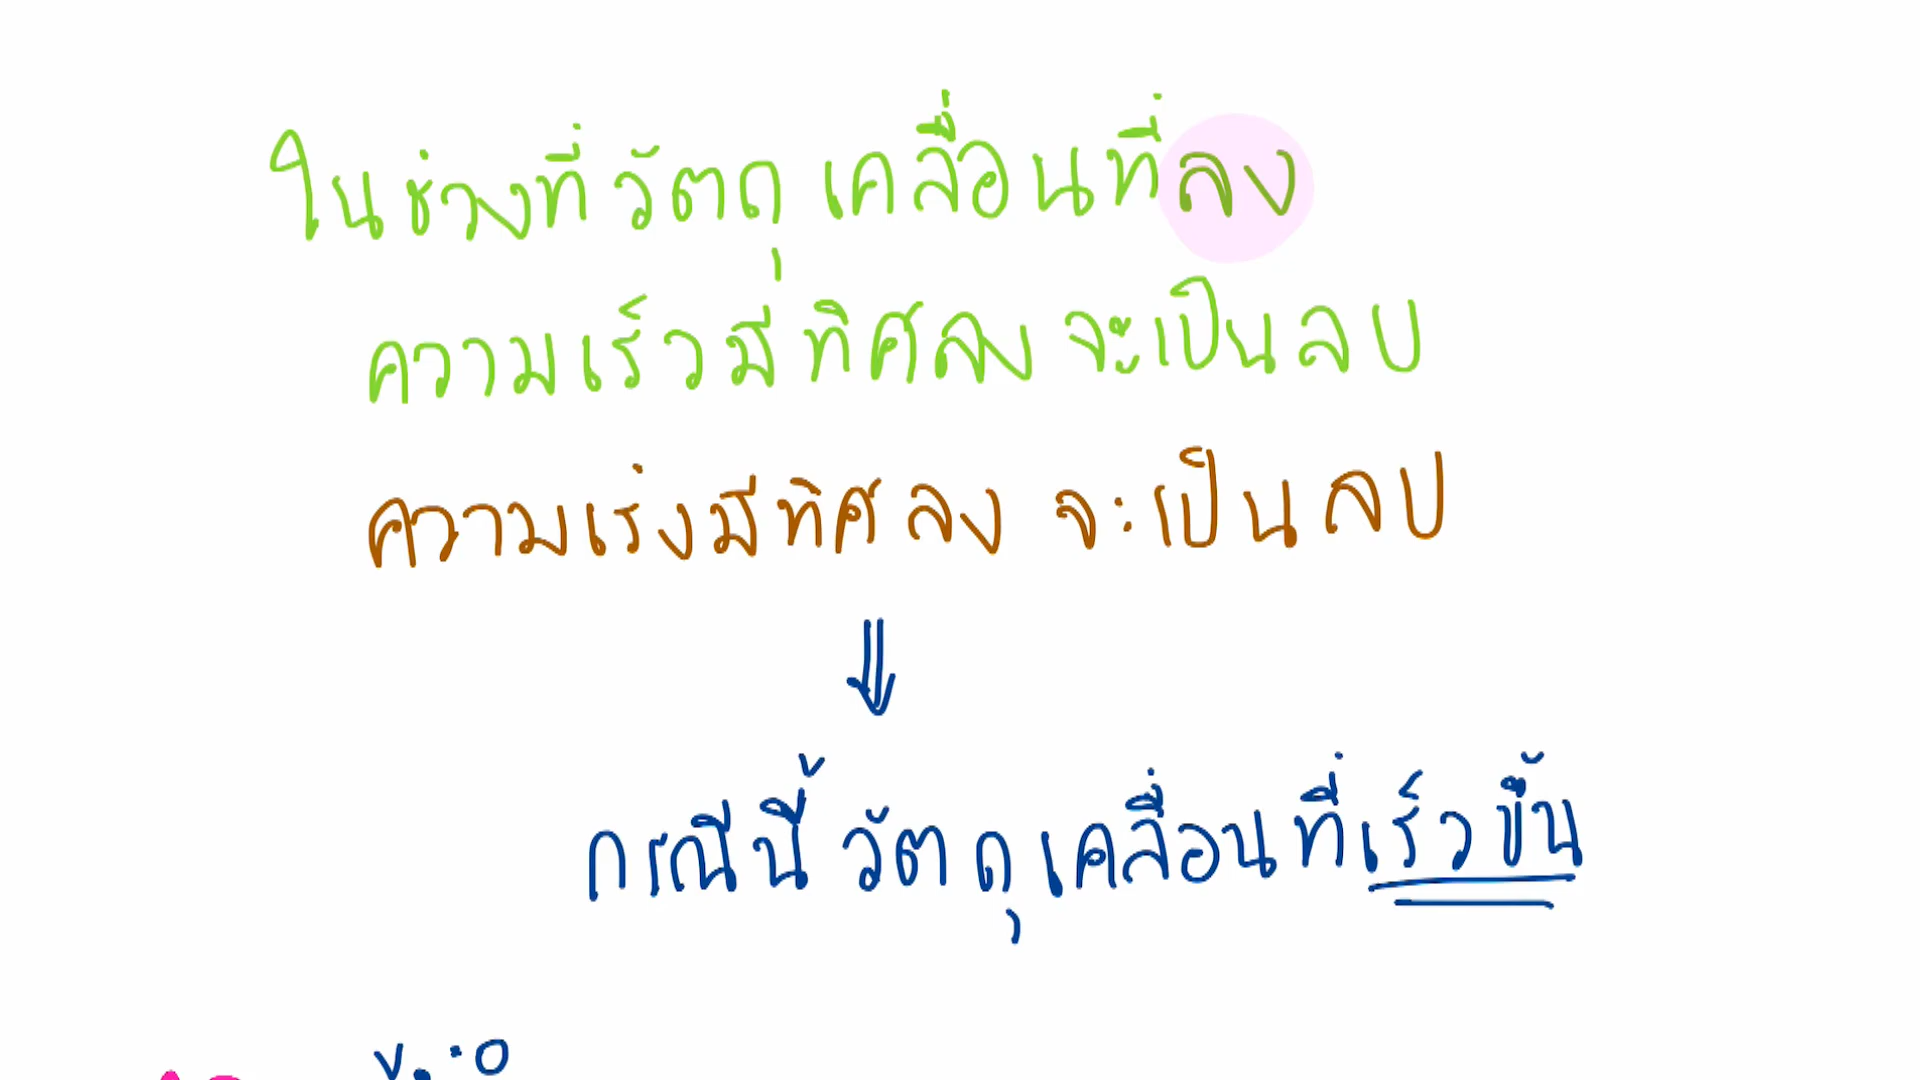 ในช่วงที่วัตถุเคลื่อนที่ลง
ความเร็วมีทิศลง จะเป็นลบ
ความเร่งมีทิศลง จะเป็นลบ
⇓
กรณีนี้ วัตถุเคลื่อนที่เร็วขึ้น